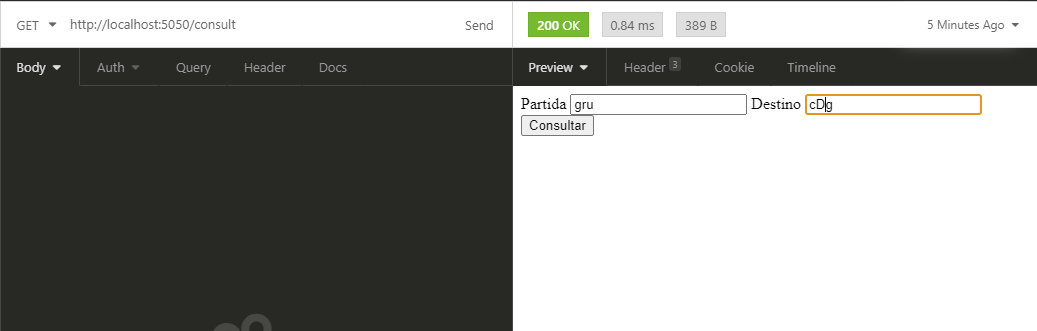 GET http://localhost:5050/consult Send 200 OK 0.84 ms 389 B 5 Minutes Ago
Body Auth Query Header Docs Preview Header 3 Cookie Timeline
Partida gru Destino cDg
Consultar